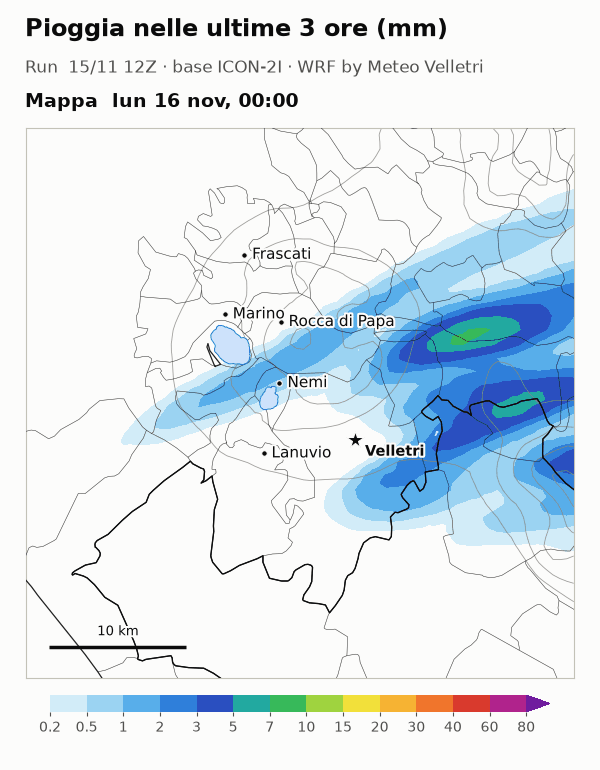 Pioggia nelle ultime 3 ore (mm)
Run 15/11 12Z · base ICON-2I · WRF by Meteo Velletri
Mappa lun 16 nov, 00:00
Frascati
Marino
Rocca di Papa
Nemi
Velletri
Lanuvio
10 km
0.2 0.5 1 2 3 5 7 10 15 20 30 40 60 80